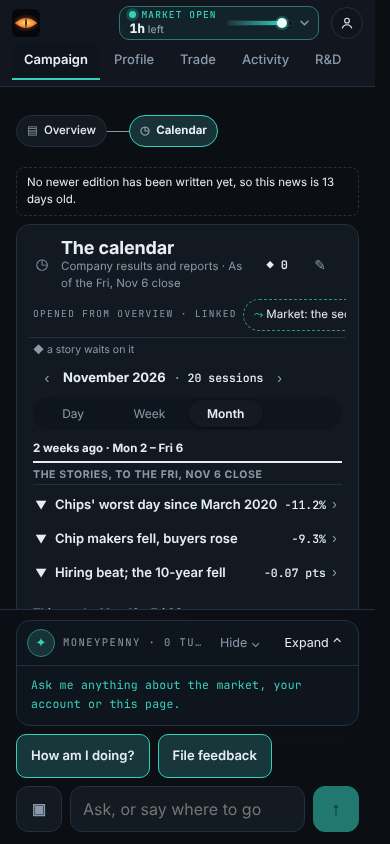 MARKET OPEN
1h left
Campaign Profile Trade Activity R&D
Overview Calendar
No newer edition has been written yet, so this news is 13
days old.
The calendar
Company results and reports · As
of the Fri, Nov 6 close
◆ 0
OPENED FROM OVERVIEW · LINKED
⤳ Market: the sec
◆ a story waits on it
‹ November 2026 · 20 sessions ›
Day Week Month
2 weeks ago · Mon 2 – Fri 6
THE STORIES, TO THE FRI, NOV 6 CLOSE
▼ Chips' worst day since March 2020 -11.2% ›
▼ Chip makers fell, buyers rose -9.3% ›
▼ Hiring beat; the 10-year fell -0.07 pts ›
MONEYPENNY · 0 TU… Hide Expand
Ask me anything about the market, your
account or this page.
How am I doing? File feedback
Ask, or say where to go